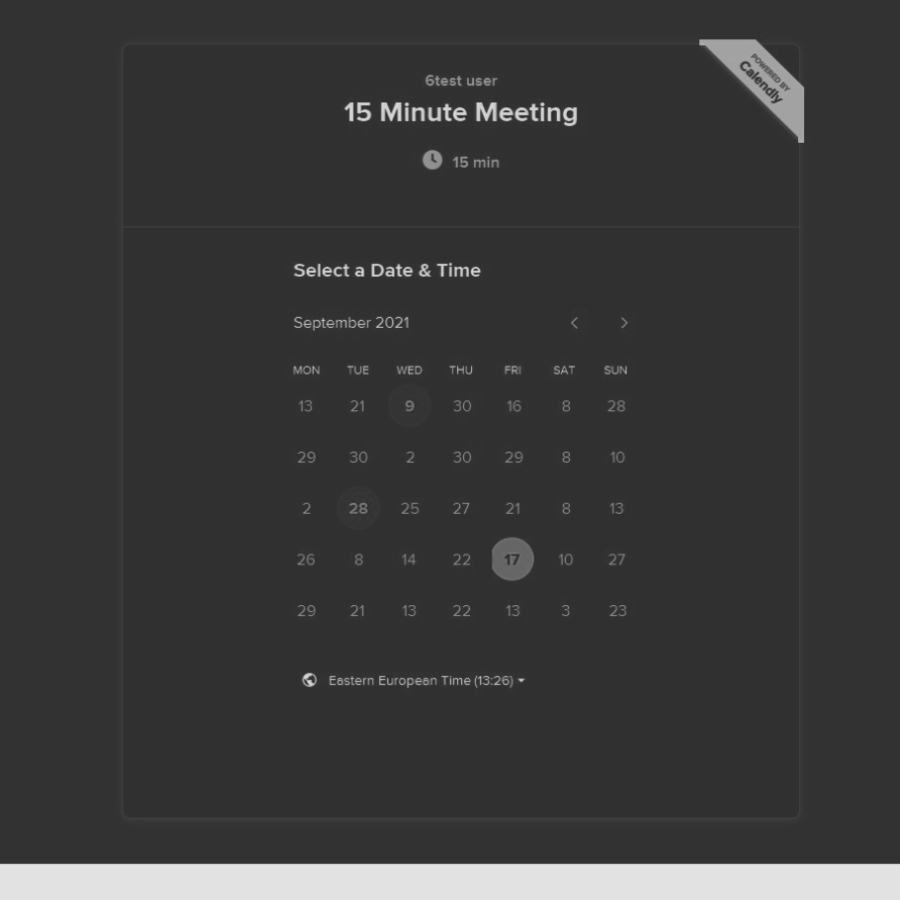 POWERED BY
Calendly
6test user
15 Minute Meeting
15 min
Select a Date & Time
September 2021
MON TUE WED THU FRI SAT SUN
13 21 9 30 16 8 28
29 30 2 30 29 8 10
2 28 25 27 21 8 13
26 8 14 22 17 10 27
29 21 13 22 13 3 23
Eastern European Time (13:26)